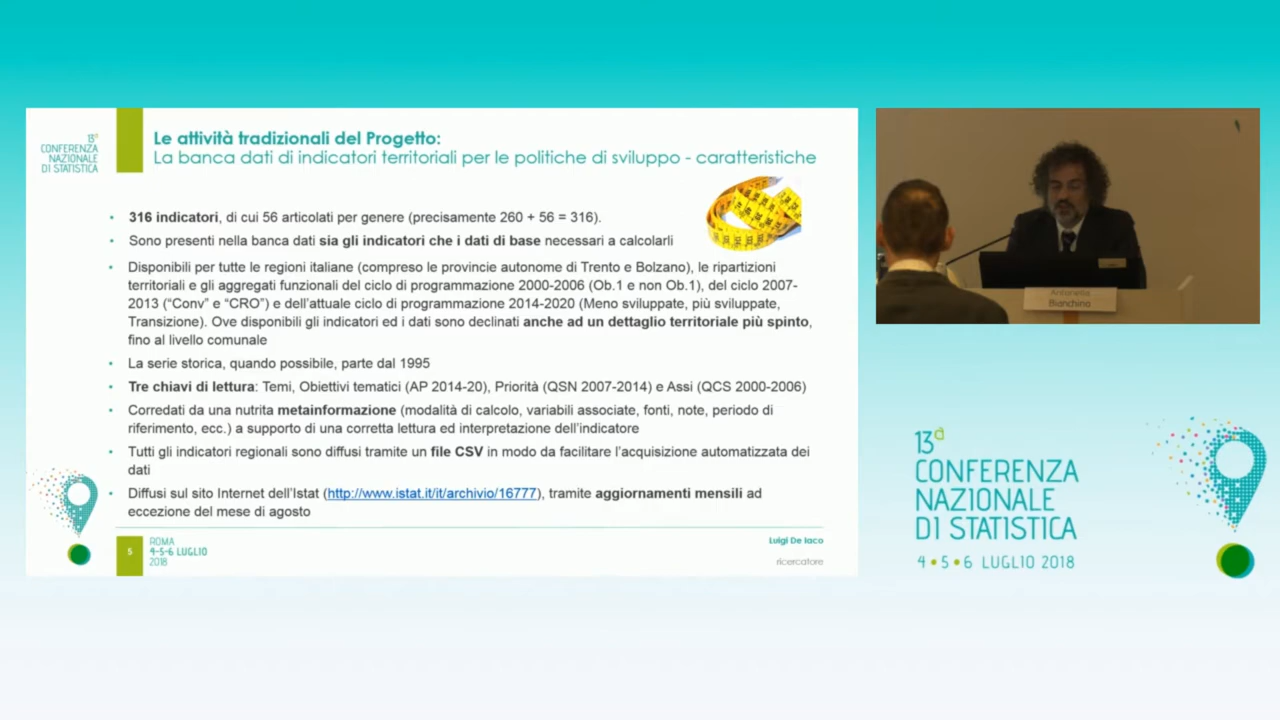 13ª
CONFERENZA
NAZIONALE
DI STATISTICA
Le attività tradizionali del Progetto:
La banca dati di indicatori territoriali per le politiche di sviluppo - caratteristiche
• 316 indicatori, di cui 56 articolati per genere (precisamente 260 + 56 = 316).
• Sono presenti nella banca dati sia gli indicatori che i dati di base necessari a calcolarli
• Disponibili per tutte le regioni italiane (compreso le provincie autonome di Trento e Bolzano), le ripartizioni
territoriali e gli aggregati funzionali del ciclo di programmazione 2000-2006 (Ob.1 e non Ob.1), del ciclo 2007-
2013 (“Conv” e “CRO”) e dell’attuale ciclo di programmazione 2014-2020 (Meno sviluppate, più sviluppate,
Transizione). Ove disponibili gli indicatori ed i dati sono declinati anche ad un dettaglio territoriale più spinto,
fino al livello comunale
• La serie storica, quando possibile, parte dal 1995
• Tre chiavi di lettura: Temi, Obiettivi tematici (AP 2014-20), Priorità (QSN 2007-2014) e Assi (QCS 2000-2006)
• Corredati da una nutrita metainformazione (modalità di calcolo, variabili associate, fonti, note, periodo di
riferimento, ecc.) a supporto di una corretta lettura ed interpretazione dell’indicatore
• Tutti gli indicatori regionali sono diffusi tramite un file CSV in modo da facilitare l’acquisizione automatizzata dei
dati
• Diffusi sul sito Internet dell’Istat (http://www.istat.it/it/archivio/16777), tramite aggiornamenti mensili ad
eccezione del mese di agosto
5
ROMA
4-5-6 LUGLIO
2018
Luigi De Iaco
ricercatore
Antonella
Bianchino
13ª
CONFERENZA
NAZIONALE
DI STATISTICA
4 • 5 • 6 LUGLIO 2018